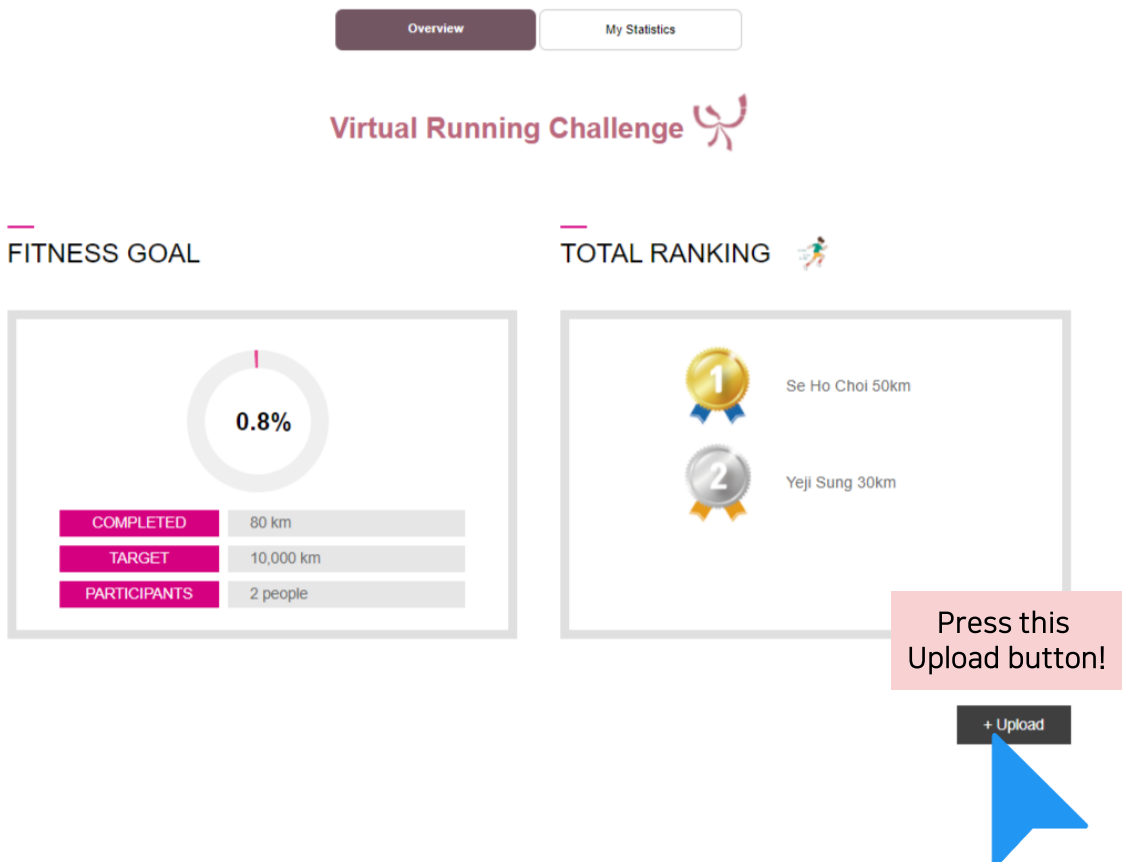 Overview
My Statistics
Virtual Running Challenge
FITNESS GOAL
0.8%
COMPLETED 80 km
TARGET 10,000 km
PARTICIPANTS 2 people
TOTAL RANKING
1 Se Ho Choi 50km
2 Yeji Sung 30km
Press this
Upload button!
+ Upload